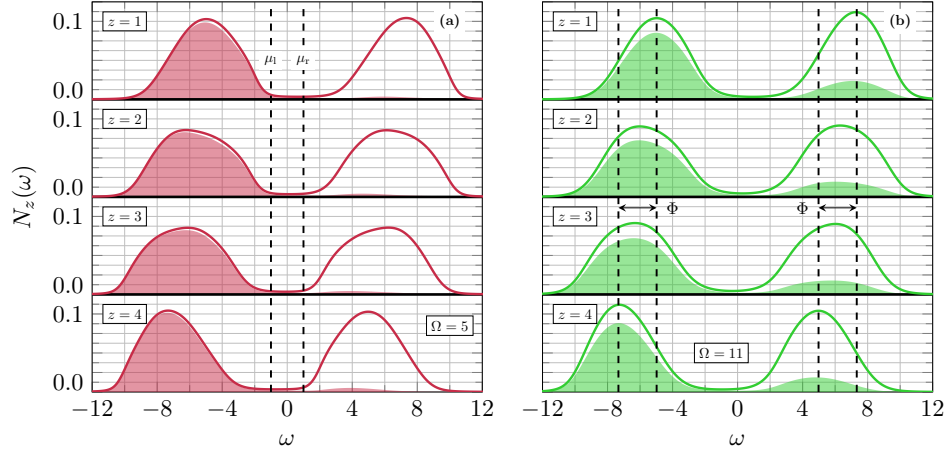 z = 1
(a)
μl
μr
0.0
0.1
z = 2
0.0
0.1
z = 3
0.0
0.1
z = 4
Ω = 5
0.0
−12 −8 −4 0 4 8 12
ω
Nz(ω)
z = 1
(b)
z = 2
Φ
Φ
z = 3
z = 4
Ω = 11
−12 −8 −4 0 4 8 12
ω